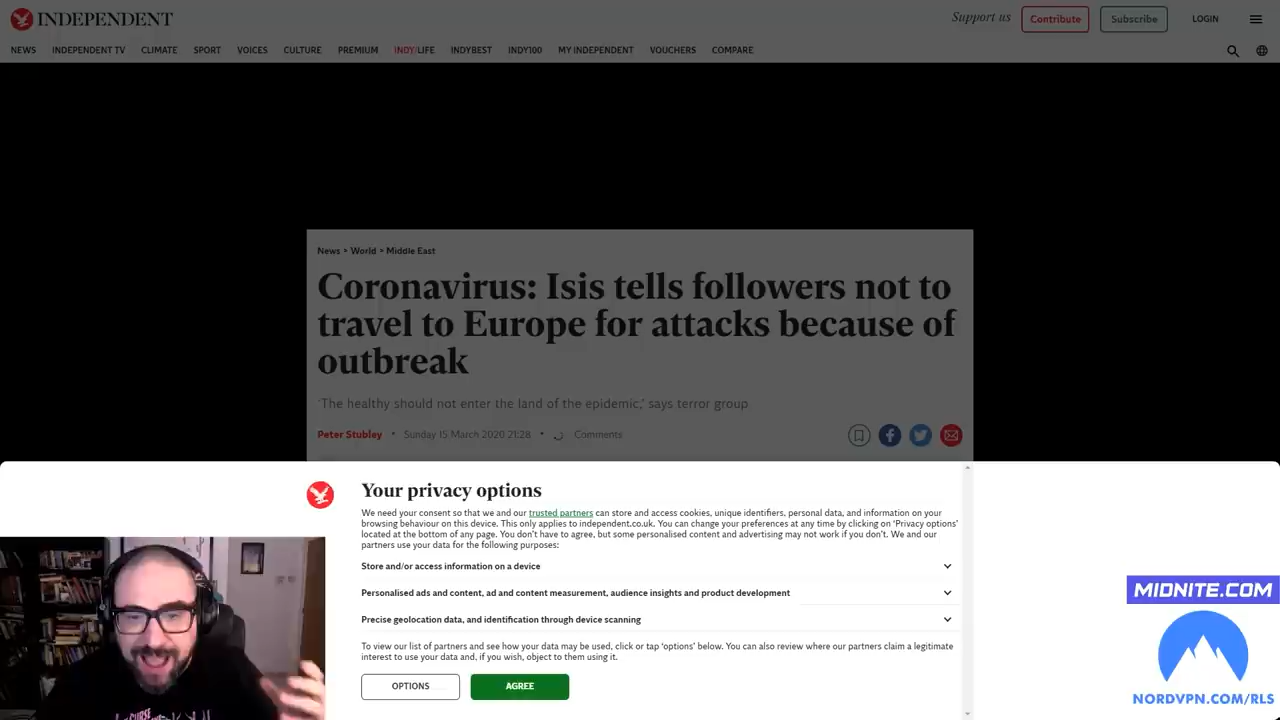 INDEPENDENT
Support us
Contribute
Subscribe
LOGIN
NEWS INDEPENDENT TV CLIMATE SPORT VOICES CULTURE PREMIUM INDY/LIFE INDYBEST INDY100 MY INDEPENDENT VOUCHERS COMPARE
News > World > Middle East
Coronavirus: Isis tells followers not to
travel to Europe for attacks because of
outbreak
‘The healthy should not enter the land of the epidemic,’ says terror group
Peter Stubley • Sunday 15 March 2020 21:28 • Comments
Your privacy options
We need your consent so that we and our trusted partners can store and access cookies, unique identifiers, personal data, and information on your
browsing behaviour on this device. This only applies to independent.co.uk. You can change your preferences at any time by clicking on ‘Privacy options’
located at the bottom of any page. You don’t have to agree, but some personalised content and advertising may not work if you don’t. We and our
partners use your data for the following purposes:
Store and/or access information on a device
Personalised ads and content, ad and content measurement, audience insights and product development
Precise geolocation data, and identification through device scanning
To view our list of partners and see how your data may be used, click or tap ‘options’ below. You can also review where our partners claim a legitimate
interest to use your data and, if you wish, object to them using it.
OPTIONS
AGREE
MIDNITE.COM
NORDVPN.COM/RLS